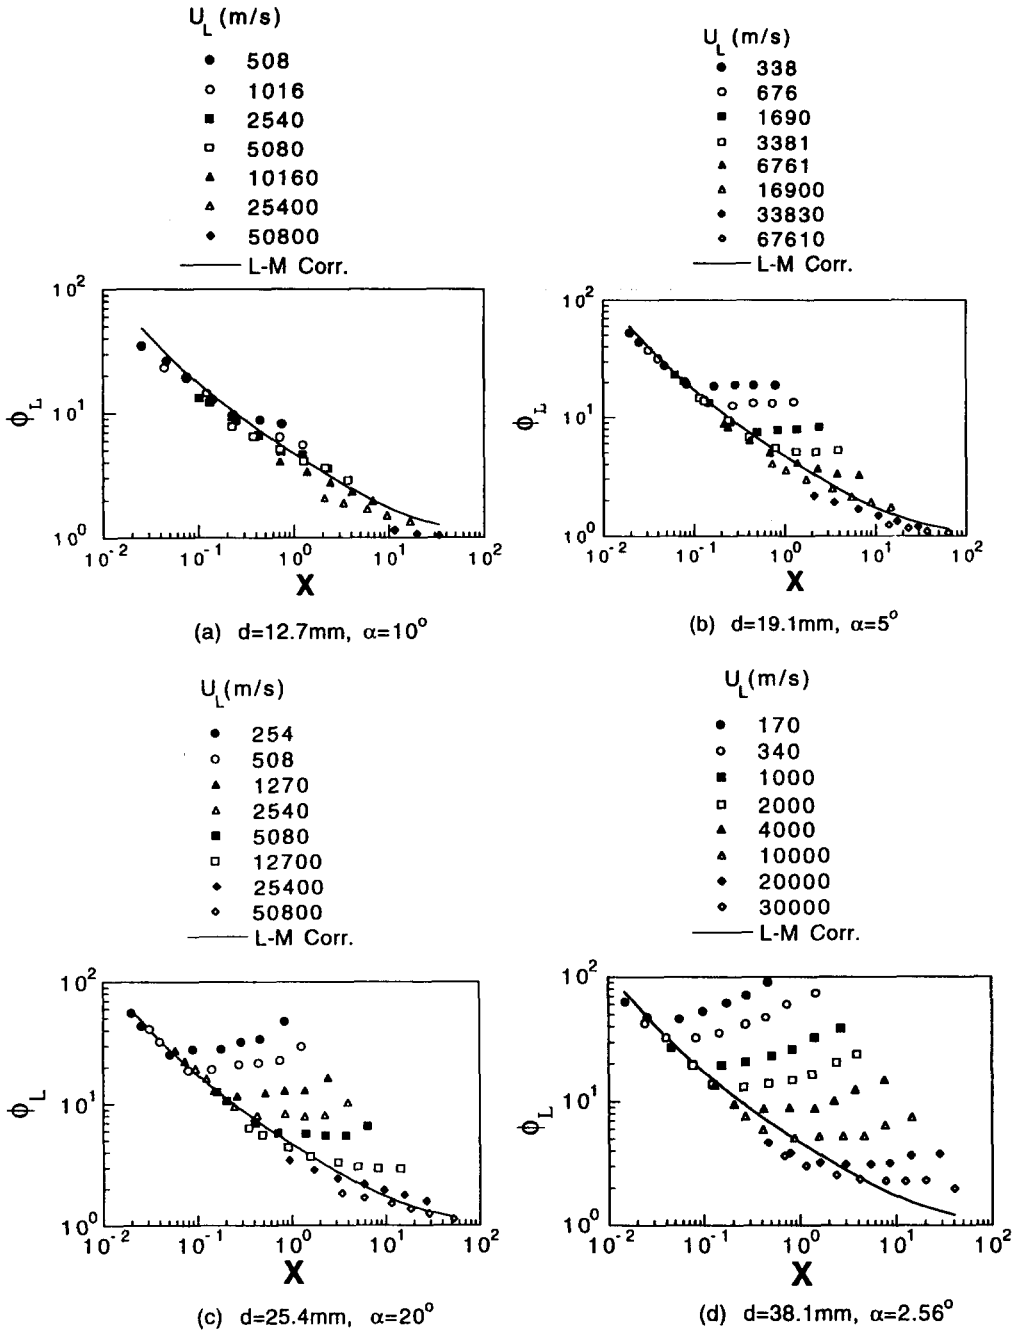 U_L (m/s)
508
1016
2540
5080
10160
25400
50800
L-M Corr.
10^2
10^1
10^0
ϕ_L
10^-2 10^-1 10^0 10^1 10^2
X
(a) d=12.7mm, α=10°
U_L (m/s)
338
676
1690
3381
6761
16900
33830
67610
L-M Corr.
10^2
10^1
10^0
ϕ_L
10^-2 10^-1 10^0 10^1 10^2
X
(b) d=19.1mm, α=5°
U_L(m/s)
254
508
1270
2540
5080
12700
25400
50800
L-M Corr.
10^2
10^1
10^0
ϕ_L
10^-2 10^-1 10^0 10^1 10^2
X
(c) d=25.4mm, α=20°
U_L(m/s)
170
340
1000
2000
4000
10000
20000
30000
L-M Corr.
10^2
10^1
10^0
ϕ_L
10^-2 10^-1 10^0 10^1 10^2
X
(d) d=38.1mm, α=2.56°